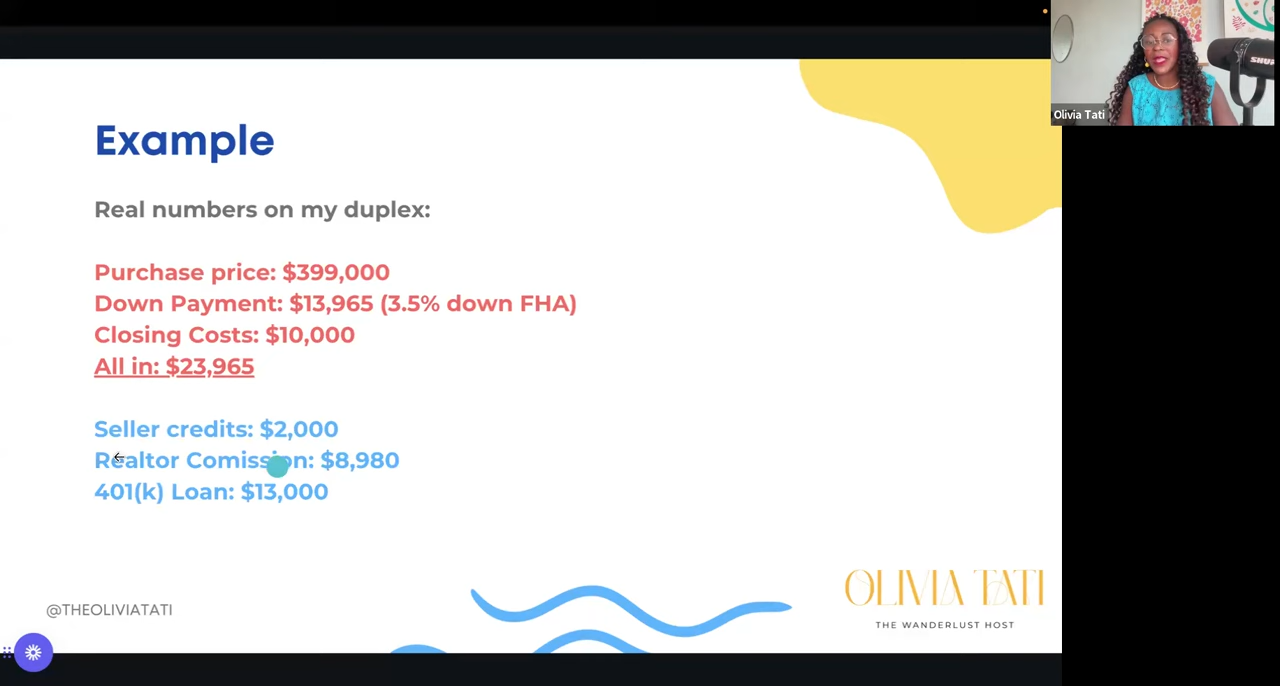 Example
Real numbers on my duplex:
Purchase price: $399,000
Down Payment: $13,965 (3.5% down FHA)
Closing Costs: $10,000
All in: $23,965
Seller credits: $2,000
Realtor Comission: $8,980
401(k) Loan: $13,000
@THEOLIVIATATI
OLIVIA TATI
THE WANDERLUST HOST
Olivia Tati
SHURE